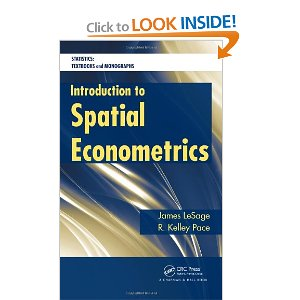 Click to LOOK INSIDE!
STATISTICS:
TEXTBOOKS and MONOGRAPHS
Introduction to
Spatial
Econometrics
James LeSage
R. Kelley Pace
CRC Press